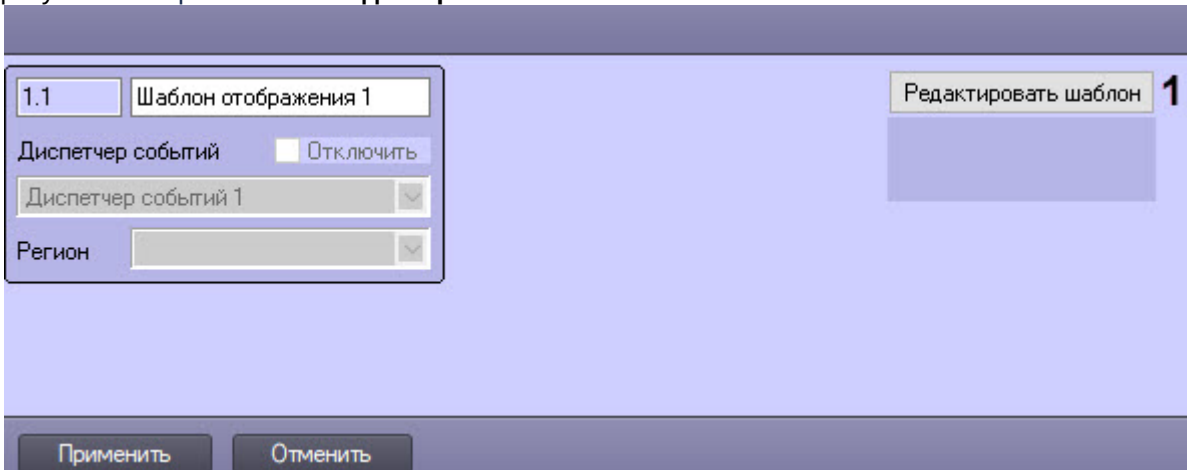 1.1 Шаблон отображения 1
Редактировать шаблон 1
Диспетчер событий Отключить
Диспетчер событий 1
Регион
Применить Отменить